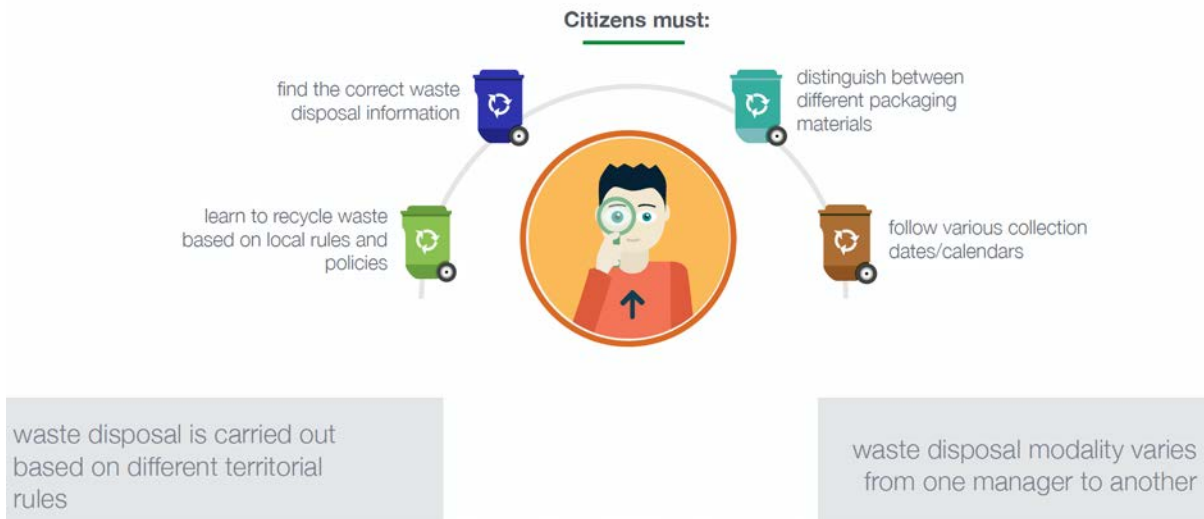 Citizens must:
find the correct waste
disposal information
distinguish between
different packaging
materials
learn to recycle waste
based on local rules and
policies
follow various collection
dates/calendars
waste disposal is carried out
based on different territorial
rules
waste disposal modality varies
from one manager to another